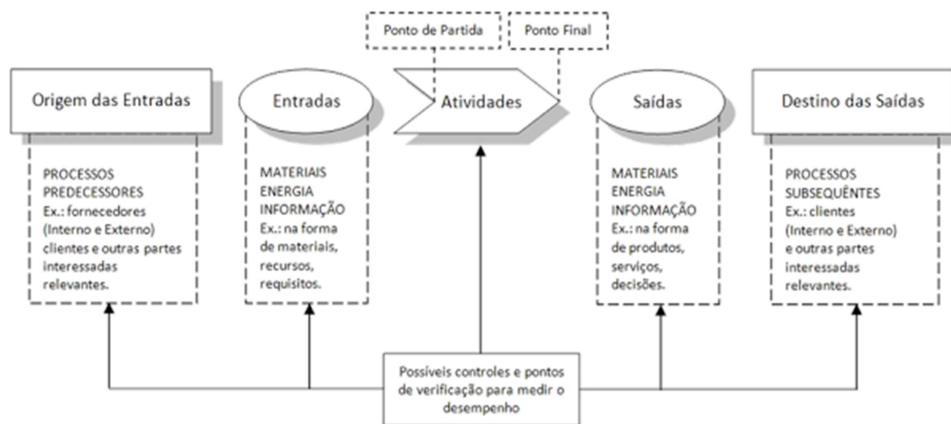 Ponto de Partida
Ponto Final
Origem das Entradas
Entradas
Atividades
Saídas
Destino das Saídas
PROCESSOS
PREDECESSORES
Ex.: fornecedores
(Interno e Externo)
clientes e outras partes
interessadas
relevantes.
MATERIAIS
ENERGIA
INFORMAÇÃO
Ex.: na forma
de materiais,
recursos,
requisitos.
MATERIAIS
ENERGIA
INFORMAÇÃO
Ex.: na forma
de produtos,
serviços,
decisões.
PROCESSOS
SUBSEQUÊNTES
Ex.: clientes
(Interno e Externo)
e outras partes
interessadas
relevantes.
Possíveis controles e pontos
de verificação para medir o
desempenho